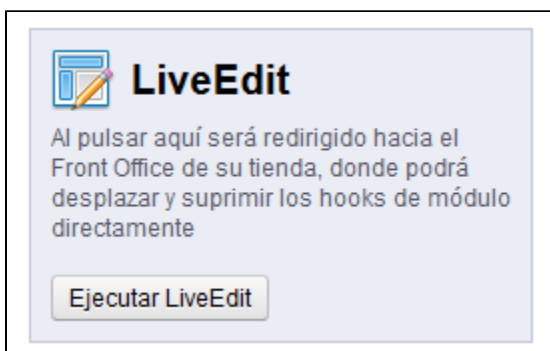 LiveEdit
Al pulsar aquí será redirigido hacia el
Front Office de su tienda, donde podrá
desplazar y suprimir los hooks de módulo
directamente
Ejecutar LiveEdit